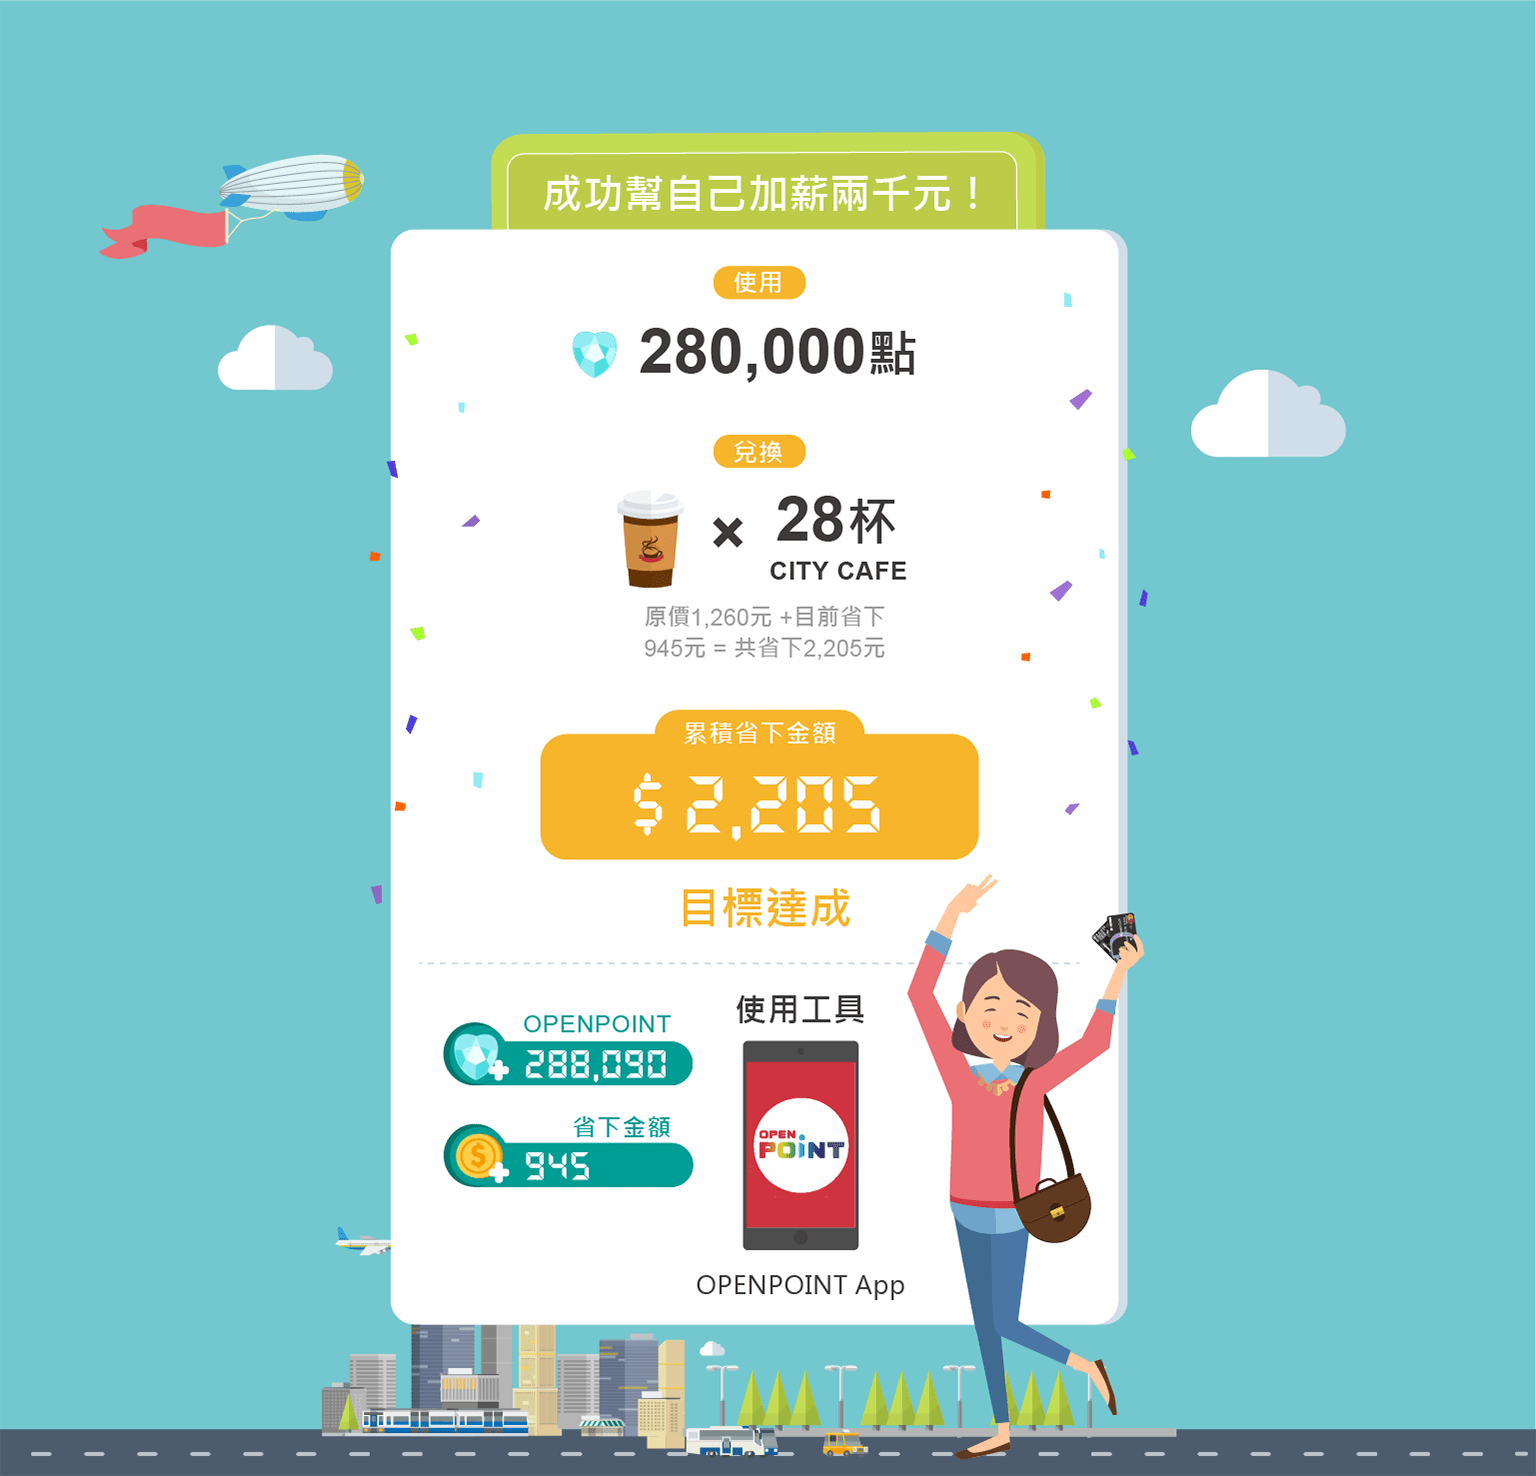 成功幫自己加薪兩千元！
使用
280,000點
兌換
× 28杯
CITY CAFE
原價1,260元 +目前省下
945元 = 共省下2,205元
累積省下金額
$2,205
目標達成
OPENPOINT
288,090
省下金額
945
使用工具
OPEN
POiNT
OPENPOINT App